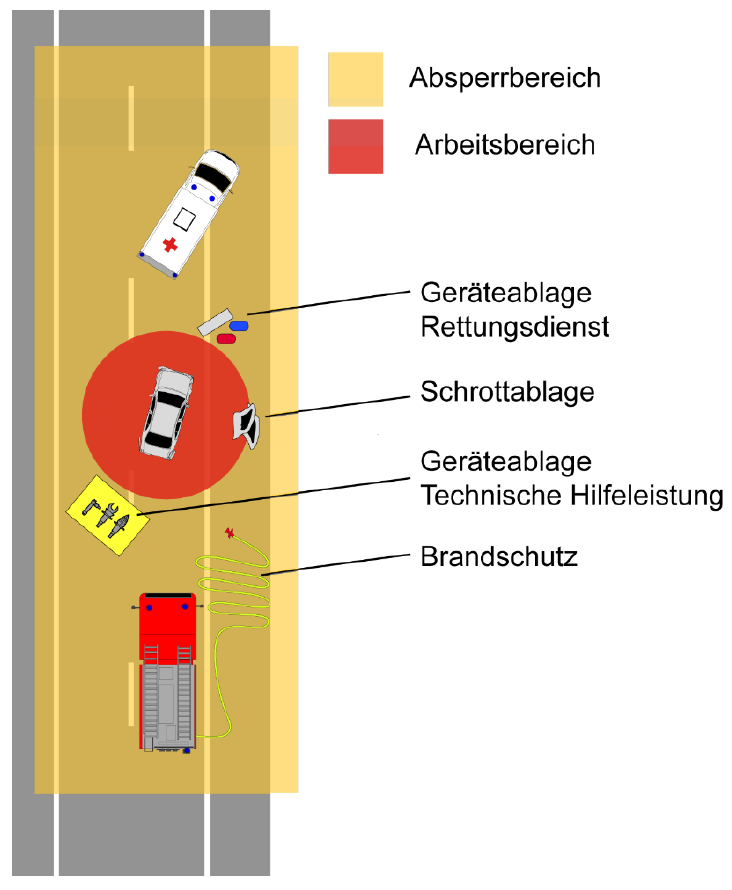 Absperrbereich
Arbeitsbereich
Geräteablage
Rettungsdienst
Schrottablage
Geräteablage
Technische Hilfeleistung
Brandschutz